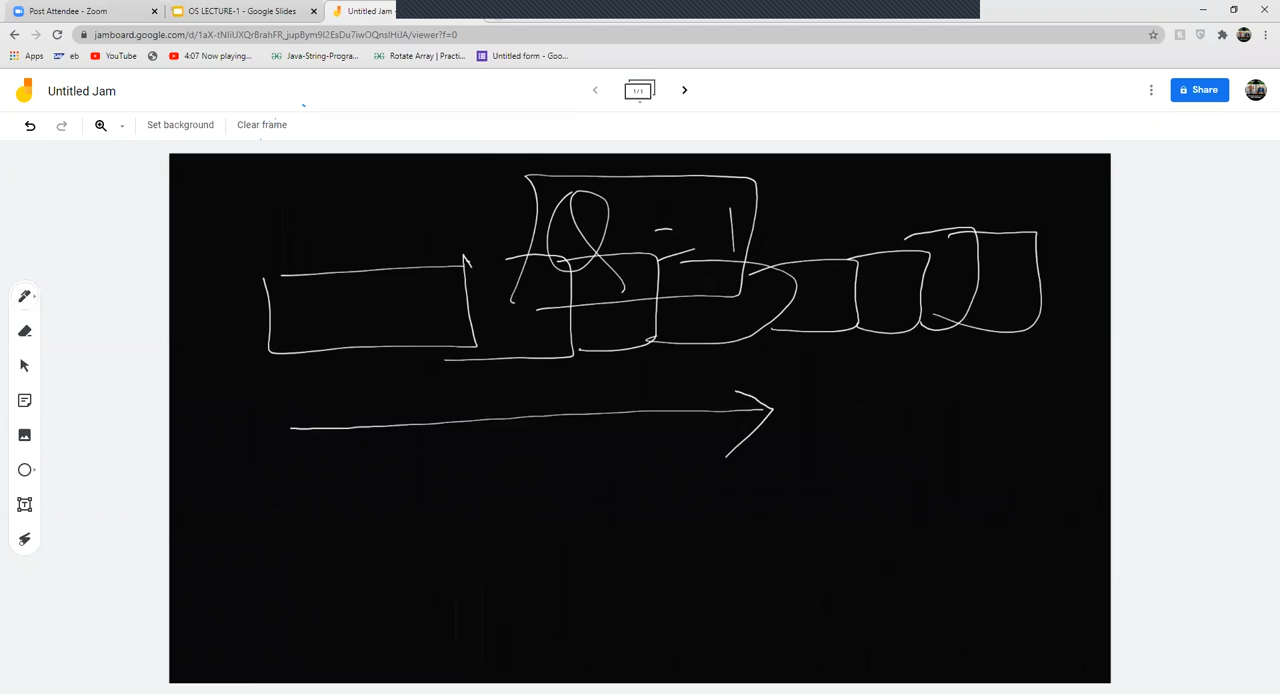 Post Attendee - Zoom
OS LECTURE-1 - Google Slides
Untitled Jam -
jamboard.google.com/d/1aX-tNIiUXQrBrahFR_jupBym9I2EsDu7iwOQnsIHiJA/viewer?f=0
Apps
eb
YouTube
4:07 Now playing...
Java-String-Progra...
Rotate Array | Practi...
Untitled form - Goo...
Untitled Jam
1/1
Share
Set background
Clear frame